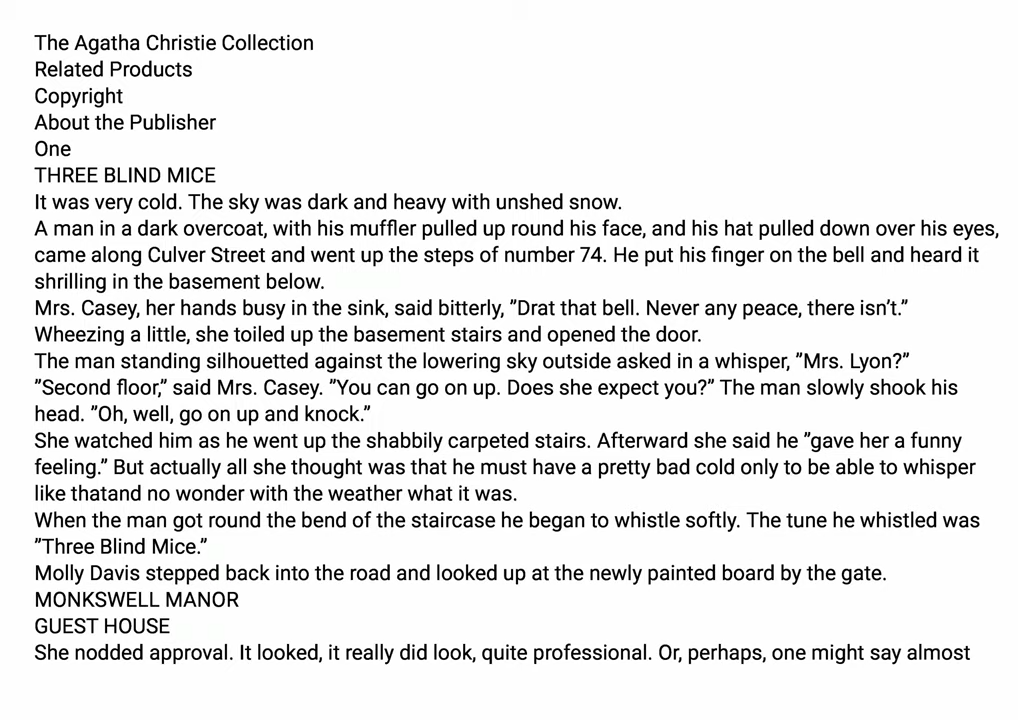 The Agatha Christie Collection
Related Products
Copyright
About the Publisher
One
THREE BLIND MICE
It was very cold. The sky was dark and heavy with unshed snow.
A man in a dark overcoat, with his muffler pulled up round his face, and his hat pulled down over his eyes,
came along Culver Street and went up the steps of number 74. He put his finger on the bell and heard it
shrilling in the basement below.
Mrs. Casey, her hands busy in the sink, said bitterly, ”Drat that bell. Never any peace, there isn’t.”
Wheezing a little, she toiled up the basement stairs and opened the door.
The man standing silhouetted against the lowering sky outside asked in a whisper, ”Mrs. Lyon?”
”Second floor,” said Mrs. Casey. ”You can go on up. Does she expect you?” The man slowly shook his
head. ”Oh, well, go on up and knock.”
She watched him as he went up the shabbily carpeted stairs. Afterward she said he ”gave her a funny
feeling.” But actually all she thought was that he must have a pretty bad cold only to be able to whisper
like thatand no wonder with the weather what it was.
When the man got round the bend of the staircase he began to whistle softly. The tune he whistled was
”Three Blind Mice.”
Molly Davis stepped back into the road and looked up at the newly painted board by the gate.
MONKSWELL MANOR
GUEST HOUSE
She nodded approval. It looked, it really did look, quite professional. Or, perhaps, one might say almost